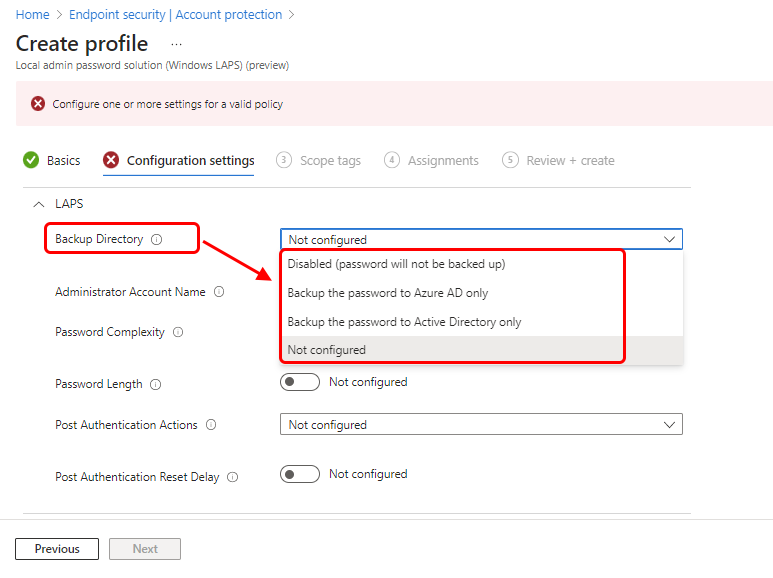 Home > Endpoint security | Account protection >
Create profile ...
Local admin password solution (Windows LAPS) (preview)
Configure one or more settings for a valid policy
Basics Configuration settings 3 Scope tags 4 Assignments 5 Review + create
LAPS
Backup Directory Not configured
Disabled (password will not be backed up)
Administrator Account Name Backup the password to Azure AD only
Password Complexity Backup the password to Active Directory only
Not configured
Password Length Not configured
Post Authentication Actions Not configured
Post Authentication Reset Delay Not configured
Previous Next